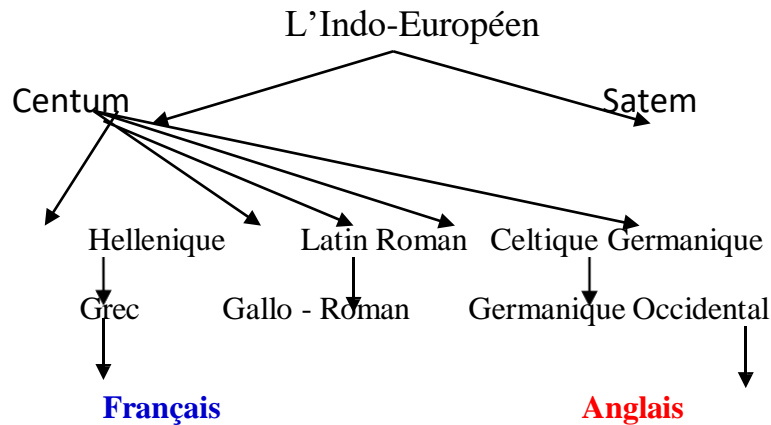 L'Indo-Européen
Centum Satem
Hellenique Latin Roman Celtique Germanique
Grec Gallo - Roman Germanique Occidental
Français Anglais